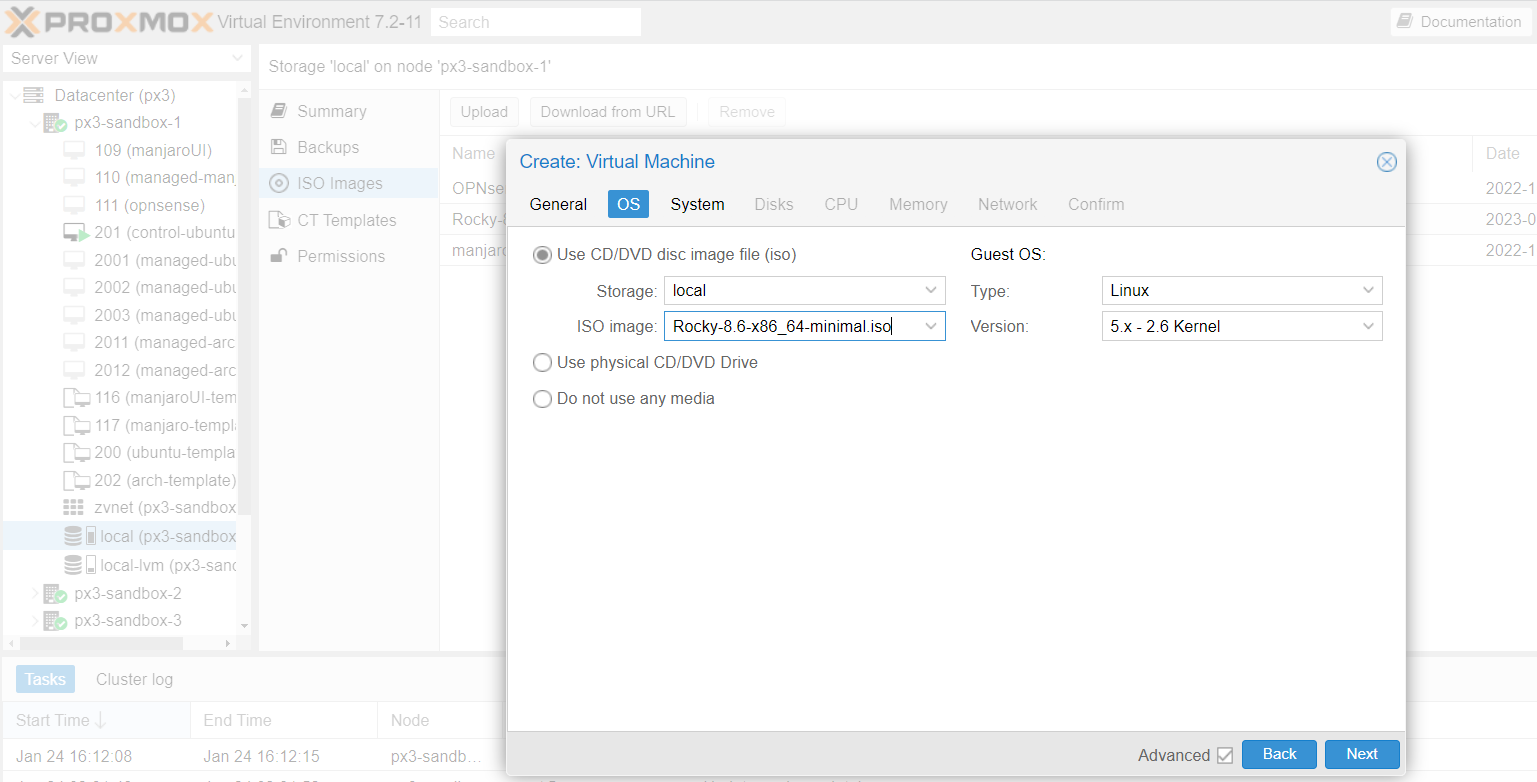 PROXMOX Virtual Environment 7.2-11 Search Documentation
Server View
Storage 'local' on node 'px3-sandbox-1'
Datacenter (px3)
px3-sandbox-1
109 (manjaroUI)
110 (managed-manj
111 (opnsense)
201 (control-ubuntu
2001 (managed-ubu
2002 (managed-ubu
2003 (managed-ubu
2011 (managed-arc
2012 (managed-arc
116 (manjaroUI-tem
117 (manjaro-templa
200 (ubuntu-templa
202 (arch-template)
zvnet (px3-sandbox
local (px3-sandbox
local-lvm (px3-sand
px3-sandbox-2
px3-sandbox-3
Summary
Backups
ISO Images
CT Templates
Permissions
Upload Download from URL Remove
Name Date
OPNse 2022-1
Rocky-8 2023-0
manjaro 2022-1
Create: Virtual Machine
General OS System Disks CPU Memory Network Confirm
Use CD/DVD disc image file (iso)
Storage: local
ISO image: Rocky-8.6-x86_64-minimal.iso
Use physical CD/DVD Drive
Do not use any media
Guest OS:
Type: Linux
Version: 5.x - 2.6 Kernel
Advanced Back Next
Tasks Cluster log
Start Time End Time Node
Jan 24 16:12:08 Jan 24 16:12:15 px3-sandb…